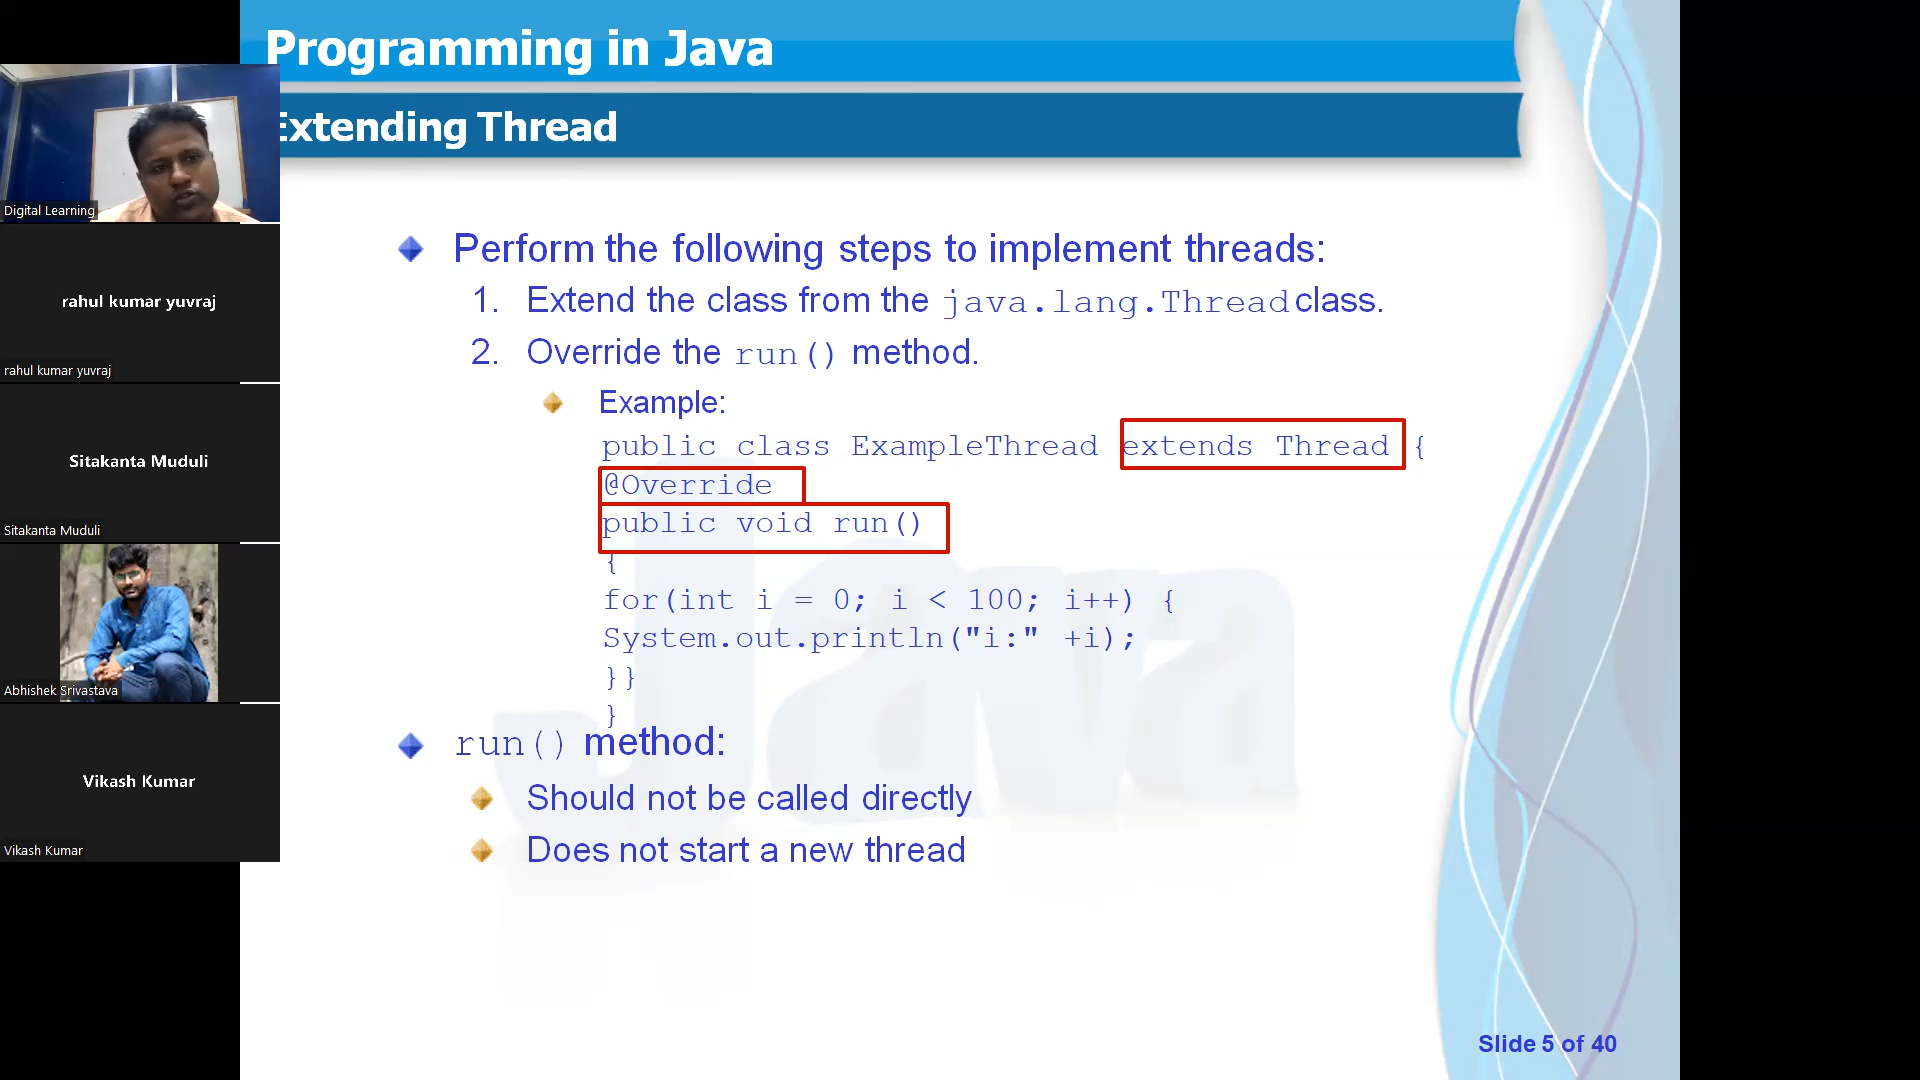 Programming in Java
Extending Thread
Digital Learning
rahul kumar yuvraj
rahul kumar yuvraj
Sitakanta Muduli
Sitakanta Muduli
Abhishek Srivastava
Vikash Kumar
Vikash Kumar
Perform the following steps to implement threads:
1. Extend the class from the java.lang.Thread class.
2. Override the run() method.
Example:
public class ExampleThread extends Thread {
@Override
public void run()
{
for(int i = 0; i < 100; i++) {
System.out.println("i:" +i);
}}
}
run() method:
Should not be called directly
Does not start a new thread
Java
Slide 5 of 40